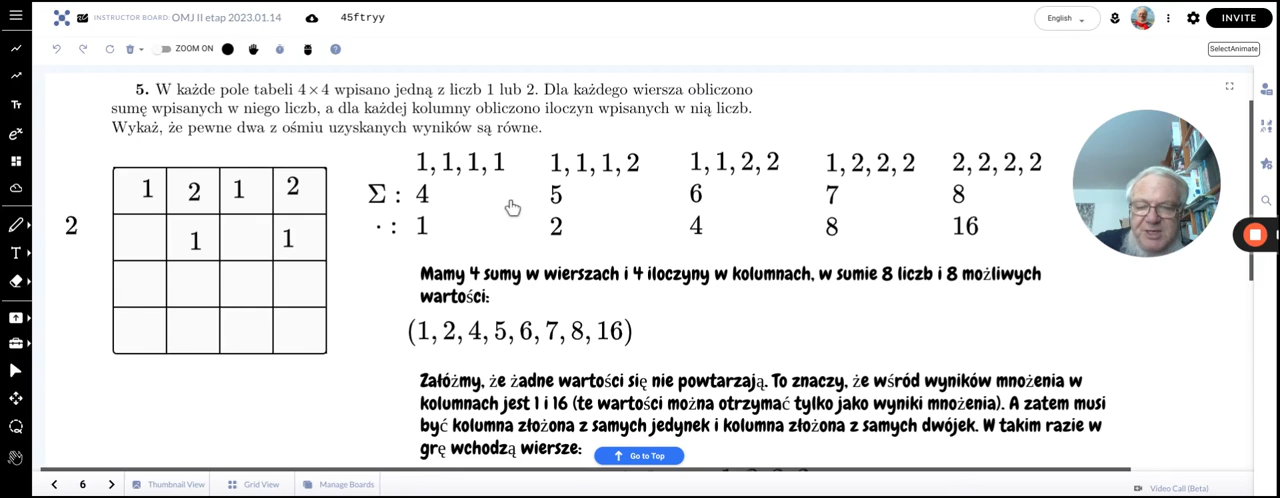 INSTRUCTOR BOARD: OMJ II etap 2023.01.14
45ftryy
English
INVITE
ZOOM ON
SelectAnimate
5. W każde pole tabeli 4 × 4 wpisano jedną z liczb 1 lub 2. Dla każdego wiersza obliczono
sumę wpisanych w niego liczb, a dla każdej kolumny obliczono iloczyn wpisanych w nią liczb.
Wykaż, że pewne dwa z ośmiu uzyskanych wyników są równe.
1, 1, 1, 1 1, 1, 1, 2 1, 1, 2, 2 1, 2, 2, 2 2, 2, 2, 2
Σ : 4 5 6 7 8
· : 1 2 4 8 16
1 2 1 2
2 1 1
Mamy 4 sumy w wierszach i 4 iloczyny w kolumnach, w sumie 8 liczb i 8 możliwych
wartości:
(1, 2, 4, 5, 6, 7, 8, 16)
Załóżmy, że żadne wartości się nie powtarzają. To znaczy, że wśród wyników mnożenia w
kolumnach jest 1 i 16 (te wartości można otrzymać tylko jako wyniki mnożenia). A zatem musi
być kolumna złożona z samych jedynek i kolumna złożona z samych dwójek. W takim razie w
grę wchodzą wiersze:
Go to Top
6
Thumbnail View
Grid View
Manage Boards
Video Call (Beta)